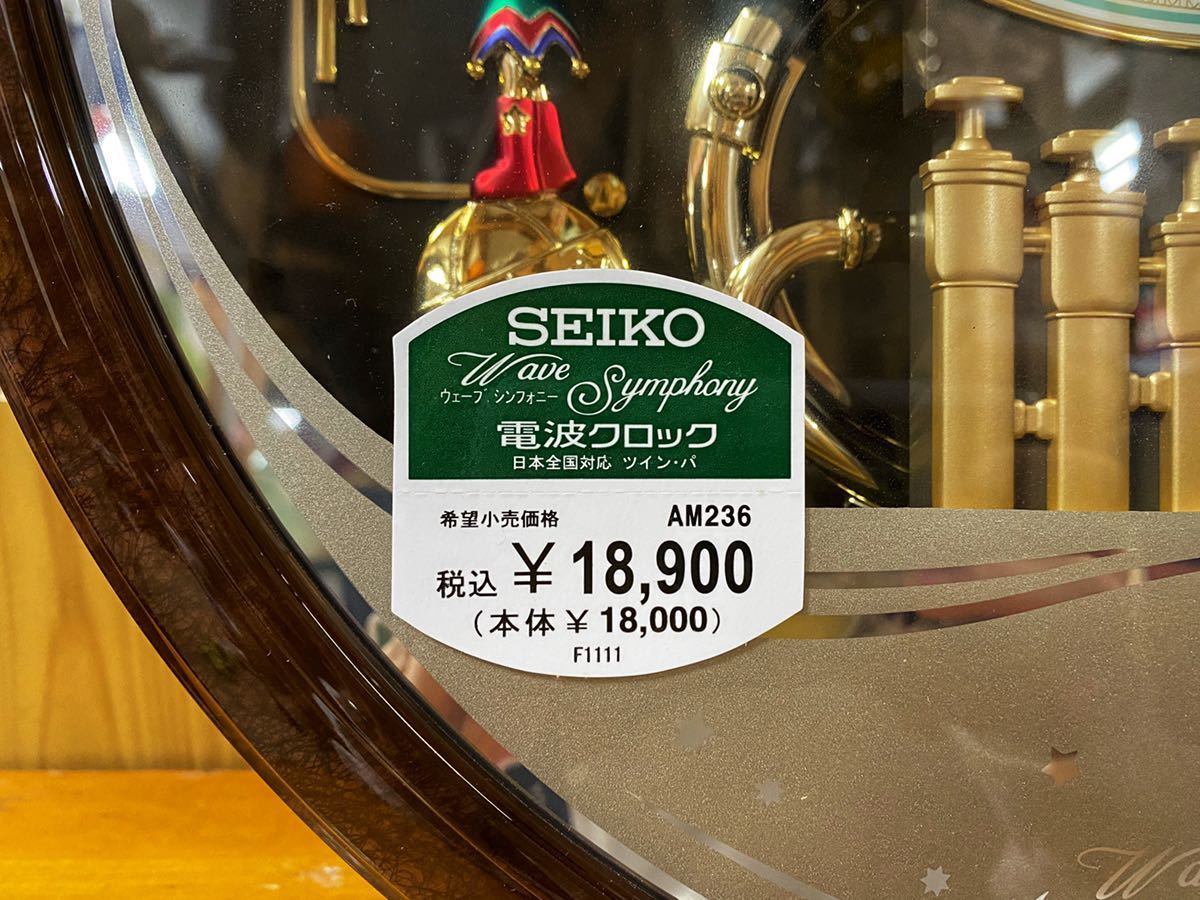 SEIKO
Wave Symphony
ウェーブ シンフォニー
電波クロック
日本全国対応 ツイン・パ
希望小売価格 AM236
税込 ¥18,900
(本体 ¥18,000)
F1111